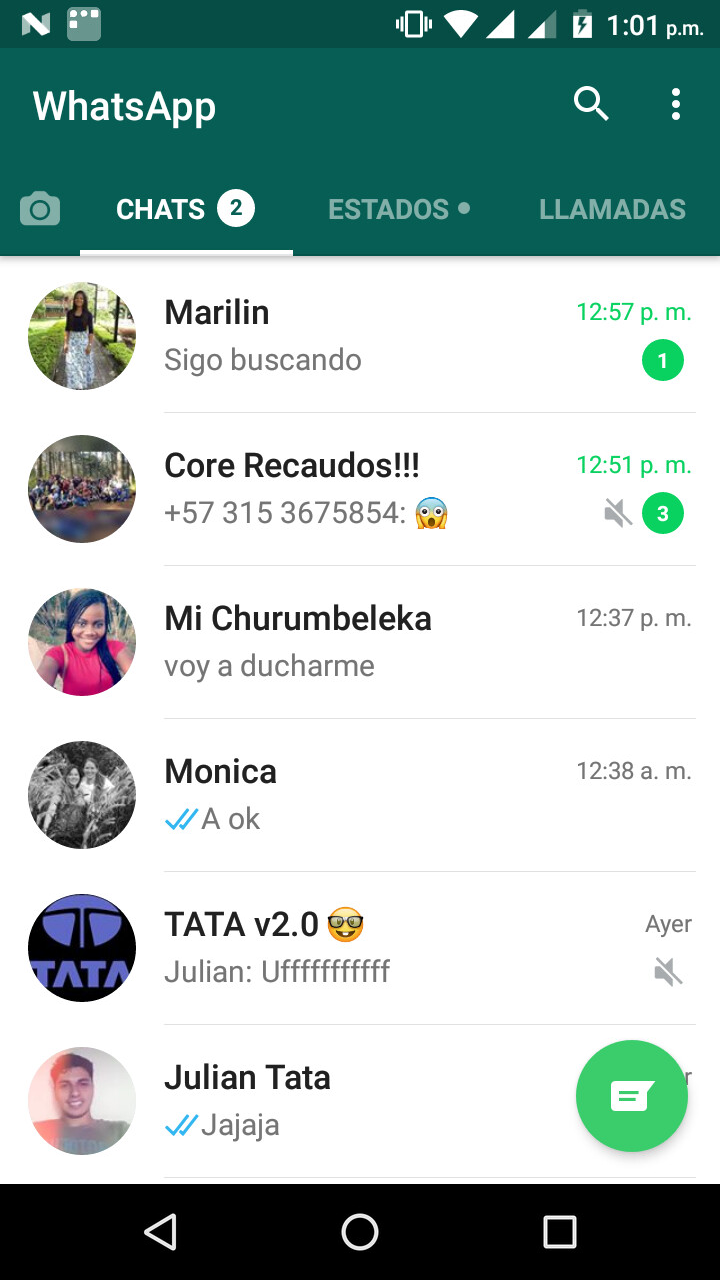 1:01 p.m.
WhatsApp
CHATS 2 ESTADOS • LLAMADAS
Marilin 12:57 p. m.
Sigo buscando 1
Core Recaudos!!! 12:51 p. m.
+57 315 3675854: 😱 3
Mi Churumbeleka 12:37 p. m.
voy a ducharme
Monica 12:38 a. m.
A ok
TATA v2.0 🤓 Ayer
TATA
Julian: Ufffffffffff
Julian Tata
Jajaja